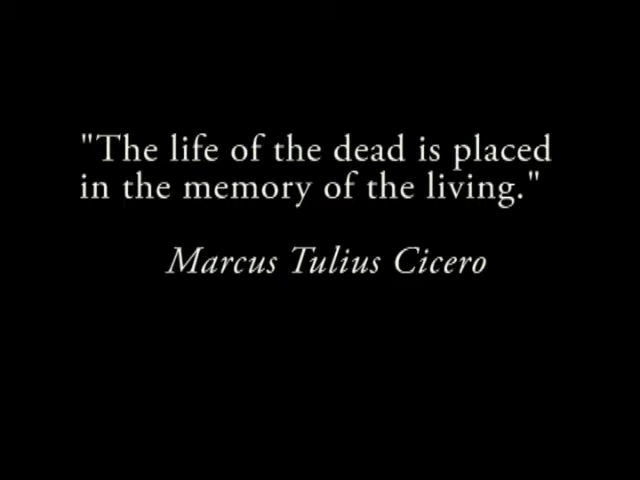 "The life of the dead is placed
in the memory of the living."
Marcus Tulius Cicero